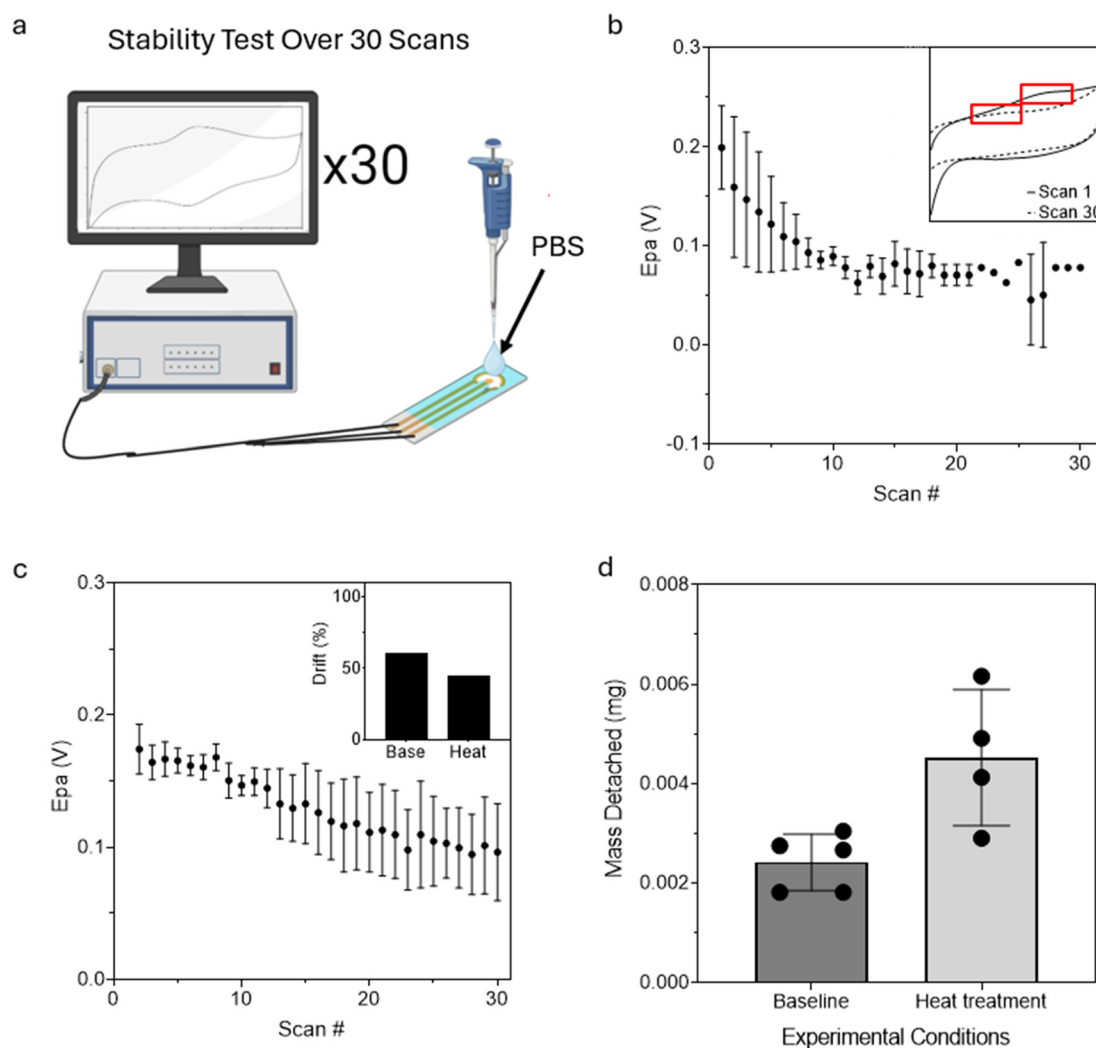 a
Stability Test Over 30 Scans
x30
PBS
b
0.3
0.2
0.1
0.0
-0.1
Epa (V)
0
10
20
30
Scan #
Scan 1
Scan 30
c
0.3
0.2
0.1
0.0
Epa (V)
0
10
20
30
Scan #
100
50
0
Drift (%)
Base
Heat
d
0.008
0.006
0.004
0.002
0.000
Mass Detached (mg)
Baseline
Heat treatment
Experimental Conditions